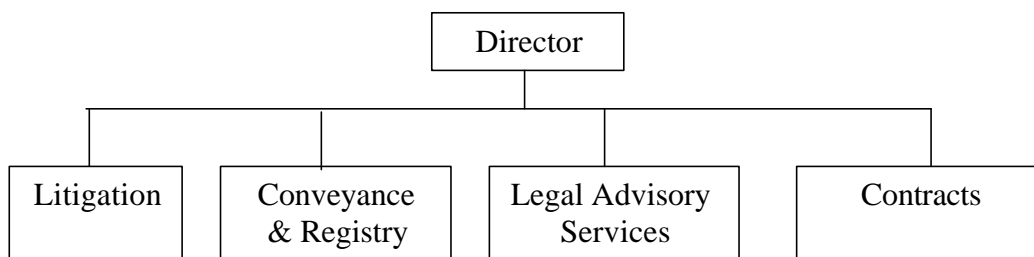 Director
Litigation
Conveyance
& Registry
Legal Advisory
Services
Contracts